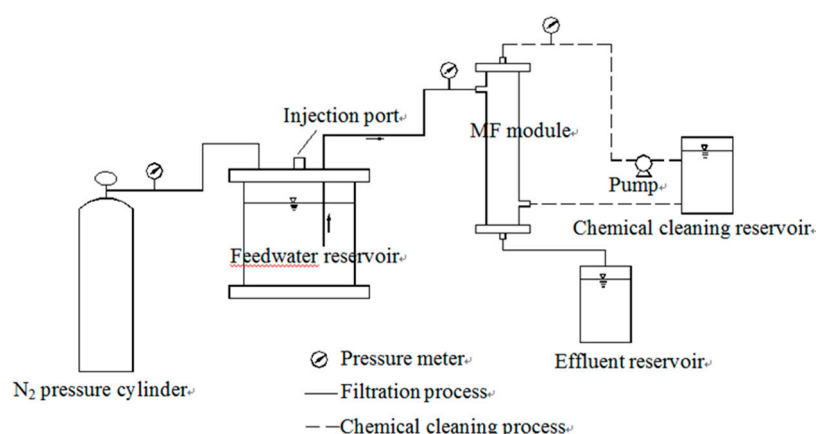 Injection port
MF module
Pump
Feedwater reservoir
Chemical cleaning reservoir
Effluent reservoir
N2 pressure cylinder
Pressure meter
Filtration process
Chemical cleaning process